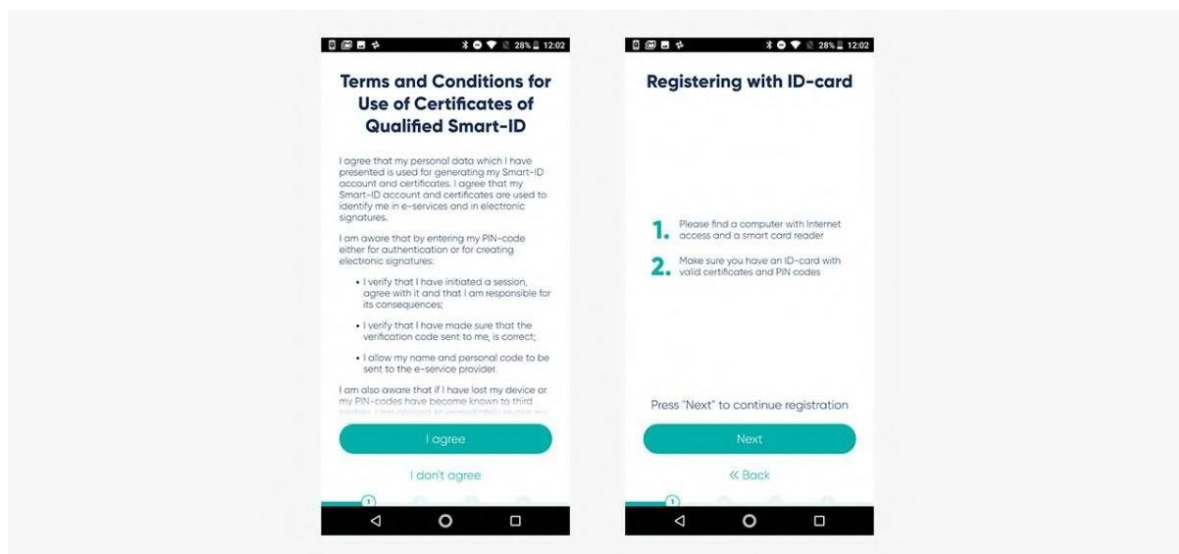 28% 12:02
Terms and Conditions for
Use of Certificates of
Qualified Smart-ID
I agree that my personal data which I have
presented is used for generating my Smart-ID
account and certificates. I agree that my
Smart-ID account and certificates are used to
identify me in e-services and in electronic
signatures.
I am aware that by entering my PIN-code
either for authentication or for creating
electronic signatures:
• I verify that I have initiated a session,
agree with it and that I am responsible for
its consequences;
• I verify that I have made sure that the
verification code sent to me, is correct;
• I allow my name and personal code to be
sent to the e-service provider.
I am also aware that if I have lost my device or
my PIN-codes have become known to third
I agree
I don't agree
1
28% 12:02
Registering with ID-card
1. Please find a computer with Internet
access and a smart card reader
2. Make sure you have an ID-card with
valid certificates and PIN codes
Press "Next" to continue registration
Next
« Back
1